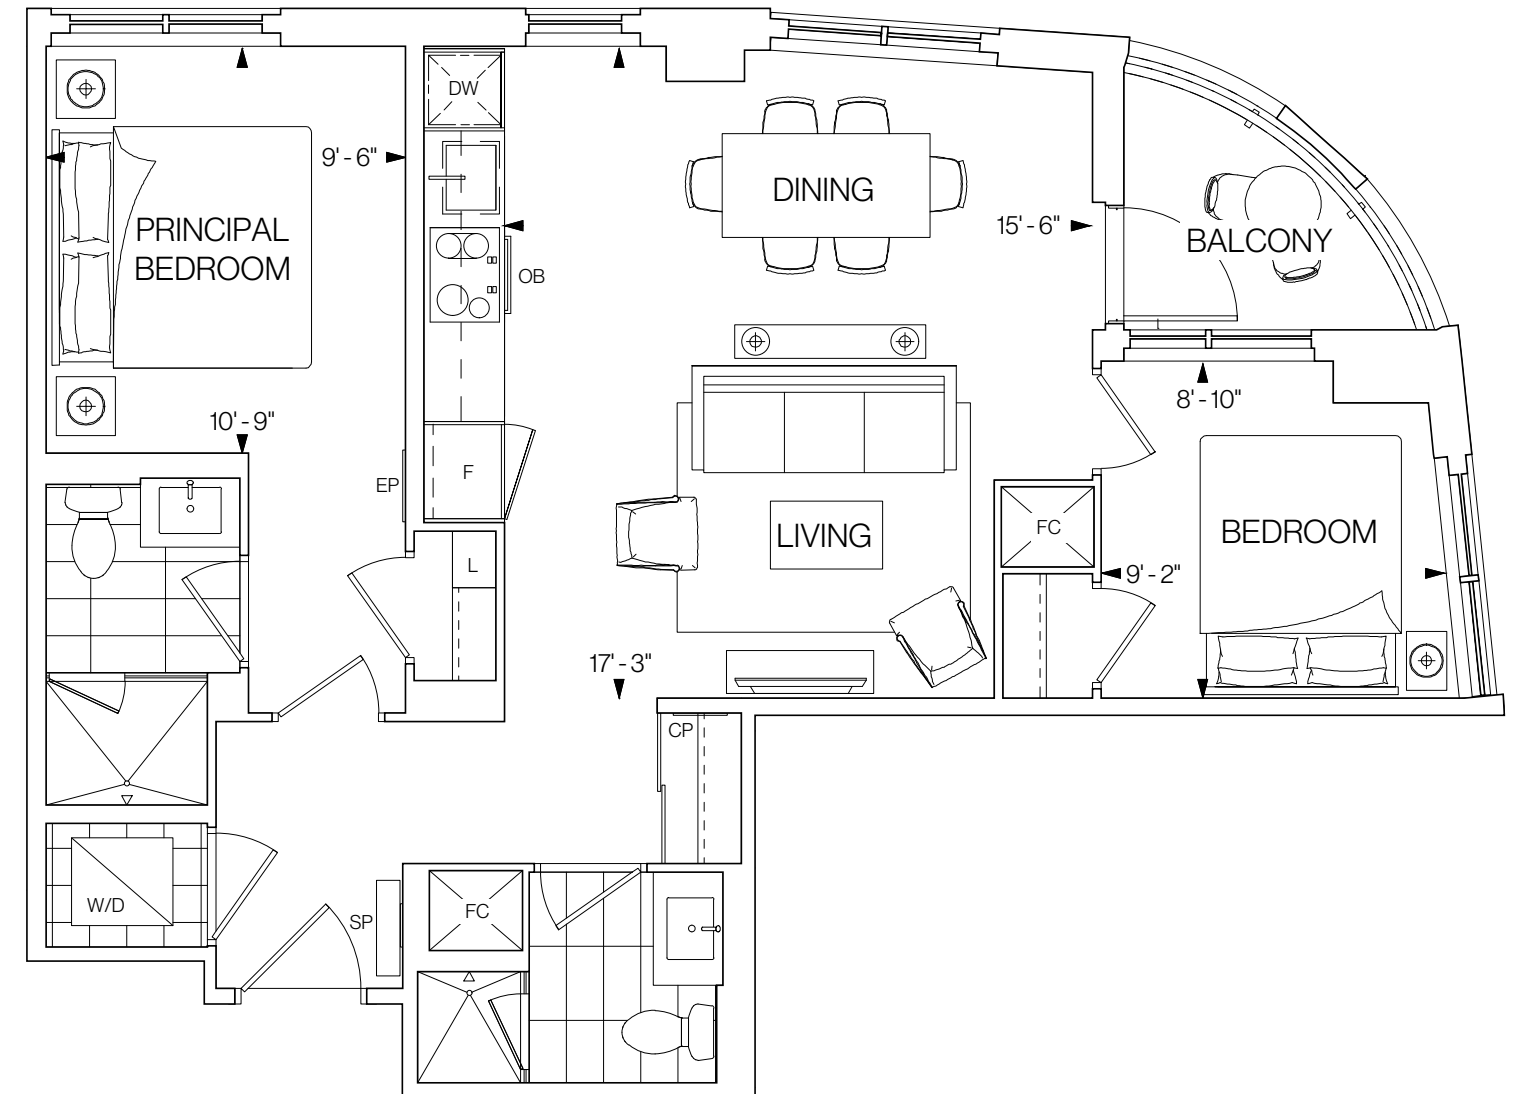 DW
9'-6"
DINING
PRINCIPAL
BEDROOM
15'-6"
BALCONY
OB
8'-10"
10'-9"
F
EP
FC
LIVING
BEDROOM
L
9'-2"
17'-3"
CP
W/D
SP
FC